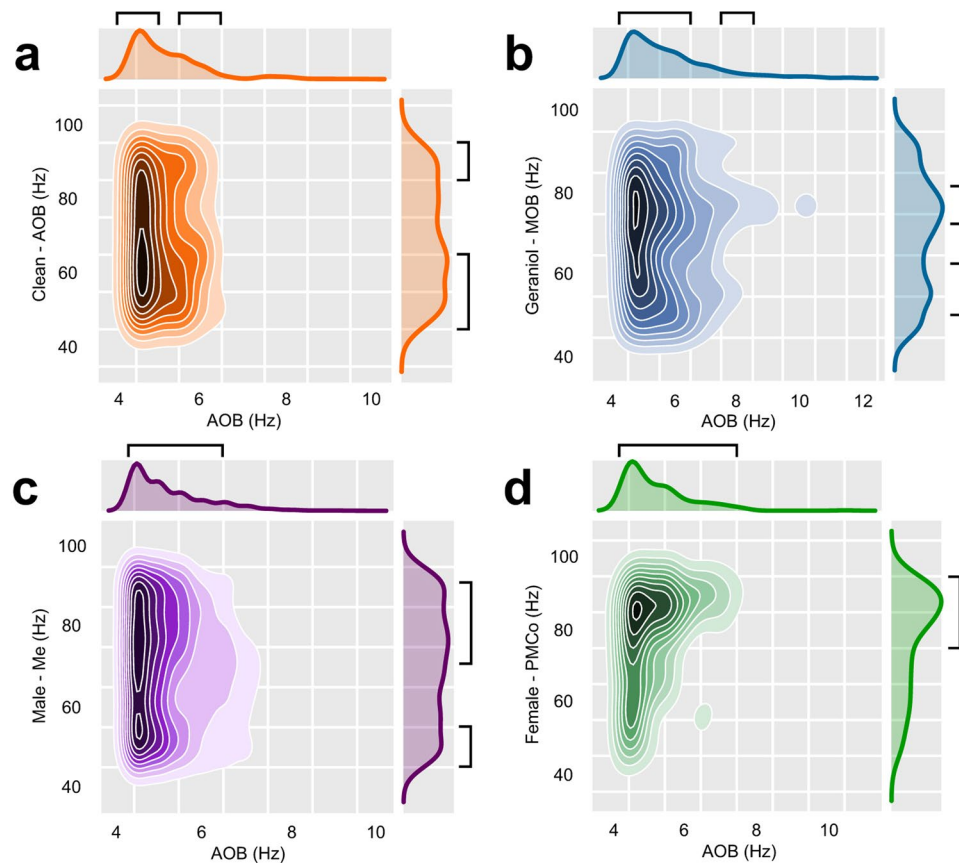 a
100
80
60
40
Clean - AOB (Hz)
4 6 8 10
AOB (Hz)
b
100
80
60
40
Geraniol - MOB (Hz)
4 6 8 10 12
AOB (Hz)
c
100
80
60
40
Male - Me (Hz)
4 6 8 10
AOB (Hz)
d
100
80
60
40
Female - PMCo (Hz)
4 6 8 10
AOB (Hz)